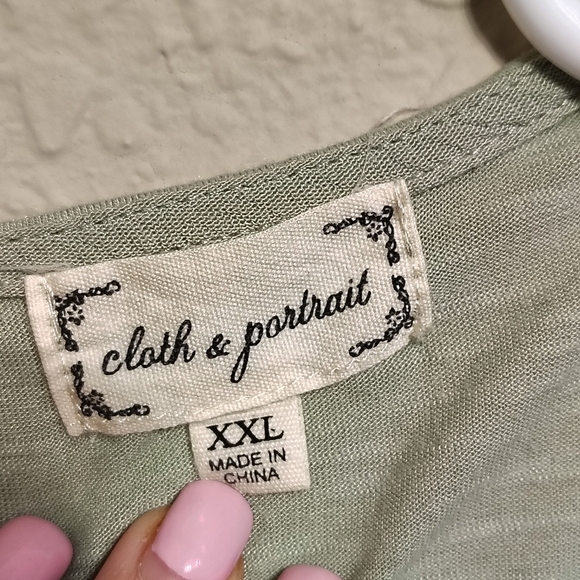 cloth & portrait
XXL
MADE IN
CHINA